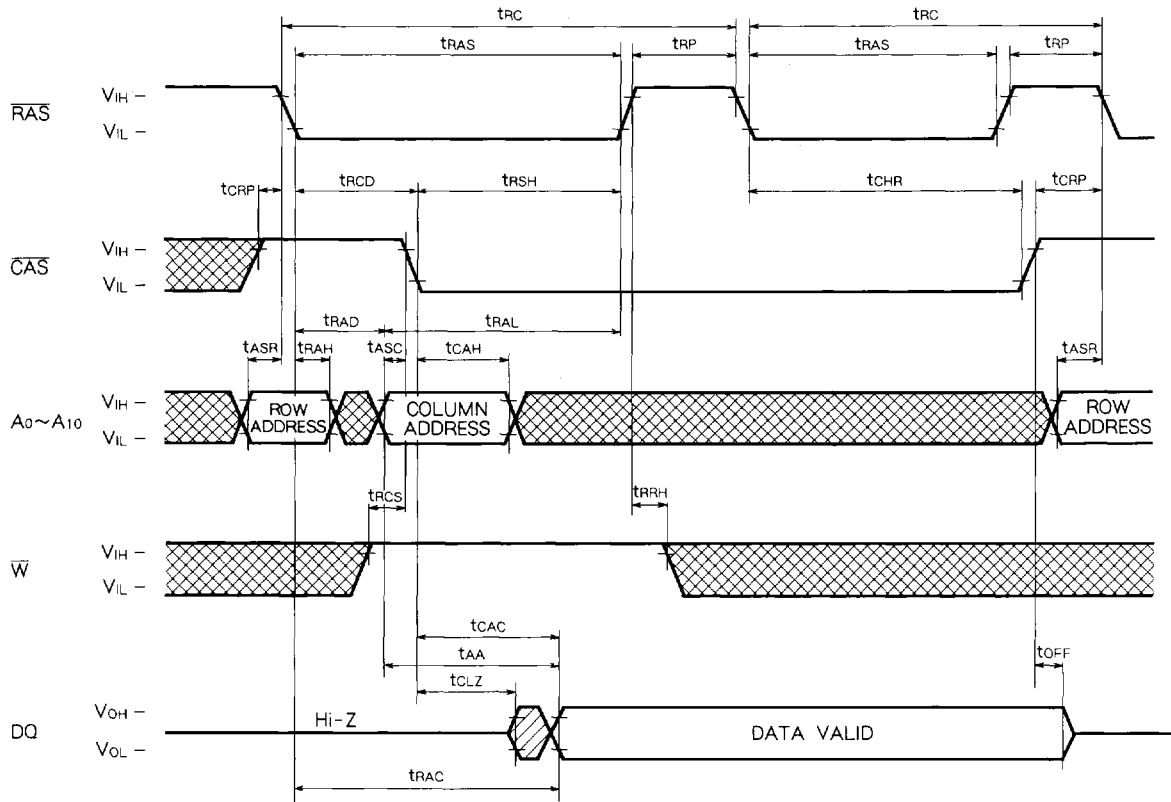 tRC tRC
tRAS tRP tRAS tRP
RAS VIH –
VIL –
tCRP tRCD tRSH tCHR tCRP
CAS VIH –
VIL –
tRAD tRAL
tASR tRAH tASC tCAH tASR
A0~A10 VIH –
VIL –
ROW ADDRESS
COLUMN ADDRESS
ROW ADDRESS
tRCS tRRH
W VIH –
VIL –
tCAC
tAA tOFF
tCLZ
DQ VOH –
VOL –
Hi-Z DATA VALID
tRAC